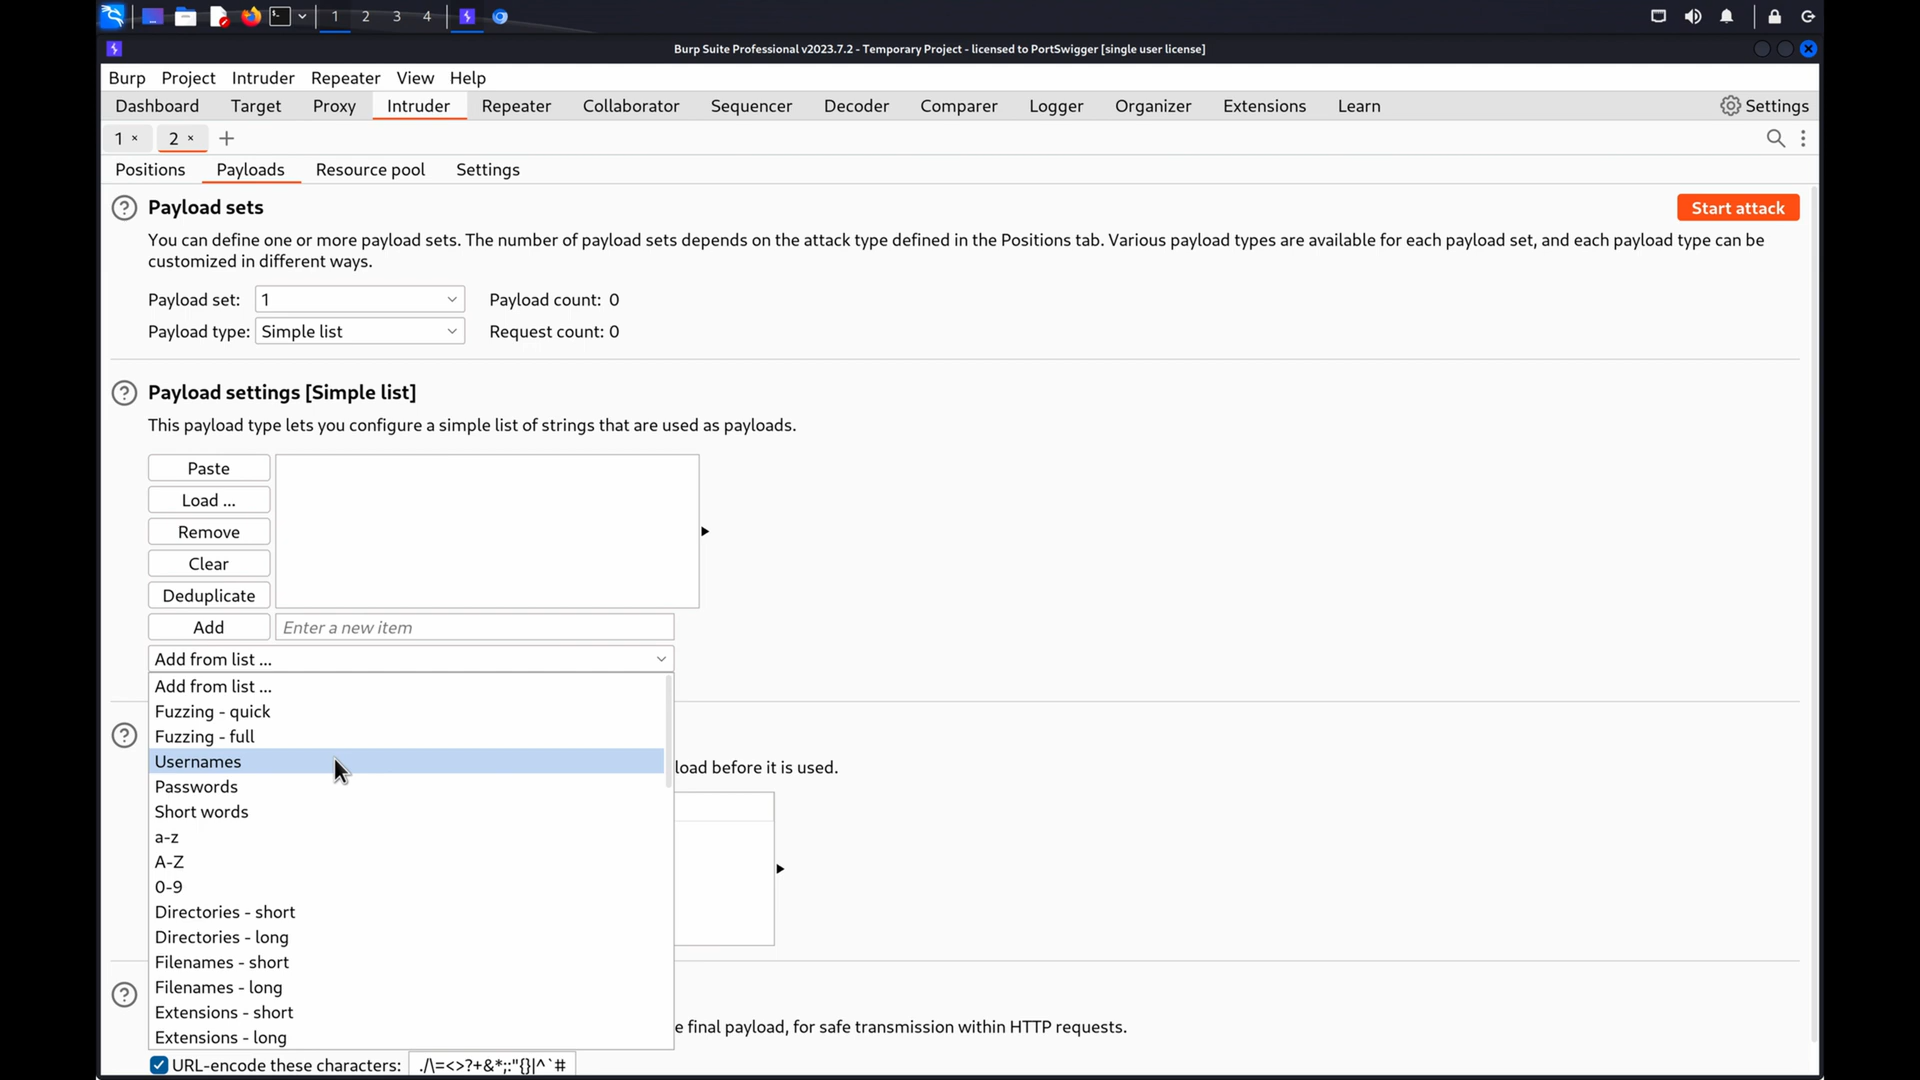 1 2 3 4
Burp Suite Professional v2023.7.2 - Temporary Project - licensed to PortSwigger [single user license]
Burp Project Intruder Repeater View Help
Dashboard Target Proxy Intruder Repeater Collaborator Sequencer Decoder Comparer Logger Organizer Extensions Learn Settings
1 × 2 × +
Positions Payloads Resource pool Settings
? Payload sets Start attack
You can define one or more payload sets. The number of payload sets depends on the attack type defined in the Positions tab. Various payload types are available for each payload set, and each payload type can be
customized in different ways.
Payload set: 1 Payload count: 0
Payload type: Simple list Request count: 0
? Payload settings [Simple list]
This payload type lets you configure a simple list of strings that are used as payloads.
Paste
Load ...
Remove
Clear
Deduplicate
Add Enter a new item
Add from list ...
Add from list ...
Fuzzing - quick
Fuzzing - full
?
Usernames
load before it is used.
Passwords
Short words
a-z
A-Z
0-9
Directories - short
Directories - long
Filenames - short
Filenames - long
?
Extensions - short
e final payload, for safe transmission within HTTP requests.
Extensions - long
URL-encode these characters: ./\=<>?+&*;:"{}|^`#